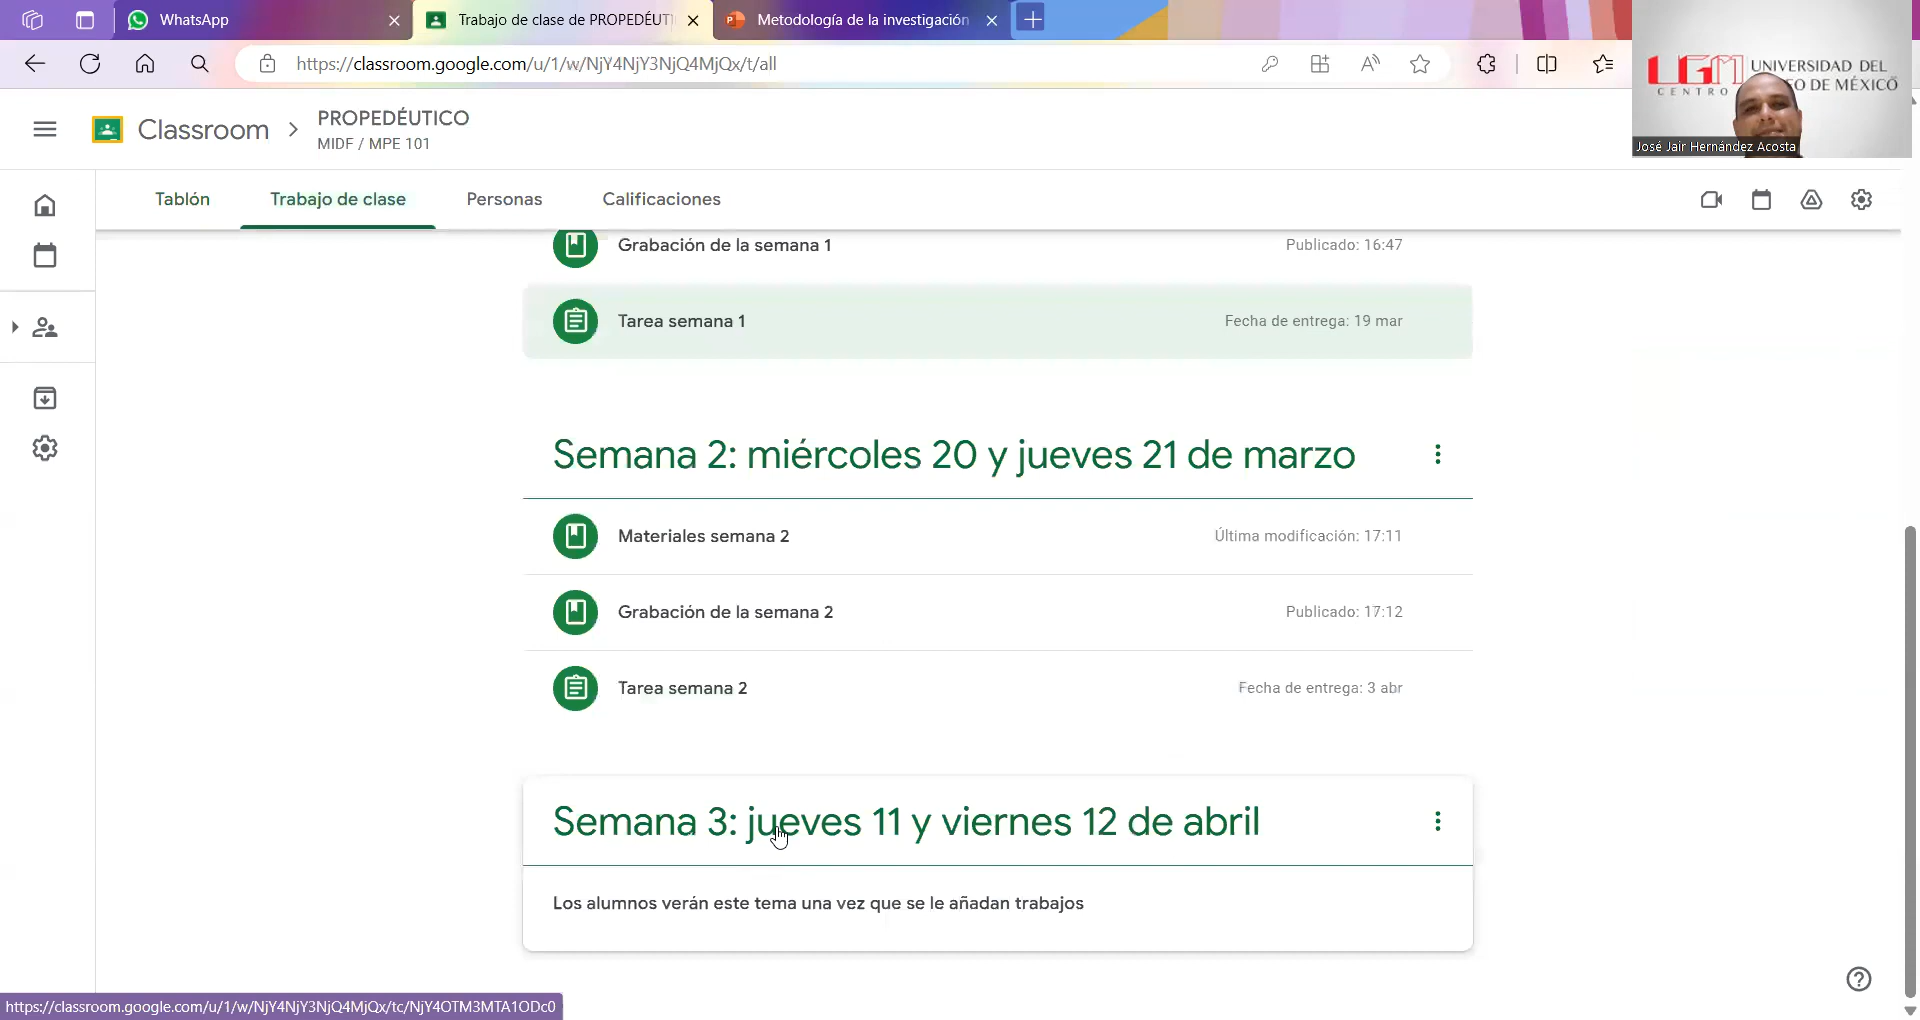 WhatsApp
Trabajo de clase de PROPEDÉUTI
Metodología de la investigación
https://classroom.google.com/u/1/w/NjY4NjY3NjQ4MjQx/t/all
LGM
CENTRO
UNIVERSIDAD DEL
O DE MÉXICO
José Jair Hernández Acosta
Classroom
PROPEDÉUTICO
MIDF / MPE 101
Tablón
Trabajo de clase
Personas
Calificaciones
Grabación de la semana 1
Publicado: 16:47
Tarea semana 1
Fecha de entrega: 19 mar
Semana 2: miércoles 20 y jueves 21 de marzo
Materiales semana 2
Última modificación: 17:11
Grabación de la semana 2
Publicado: 17:12
Tarea semana 2
Fecha de entrega: 3 abr
Semana 3: jueves 11 y viernes 12 de abril
Los alumnos verán este tema una vez que se le añadan trabajos
https://classroom.google.com/u/1/w/NjY4NjY3NjQ4MjQx/tc/NjY4OTM3MTA1ODc0